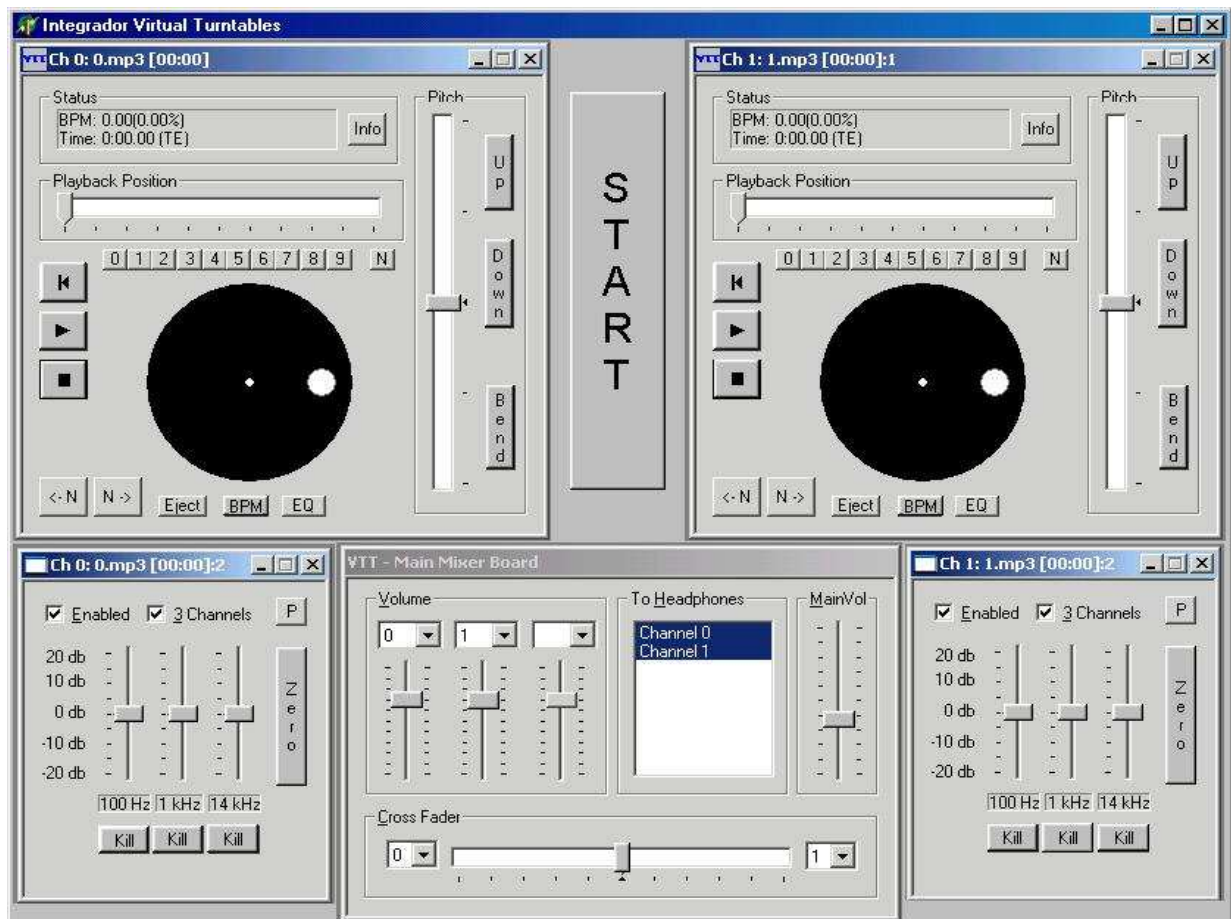 Integrador Virtual Turntables
VTT Ch 0: 0.mp3 [00:00]
Status
BPM: 0.00(0.00%)
Time: 0:00.00 (TE)
Info
Playback Position
0 1 2 3 4 5 6 7 8 9 N
<-N N ->
Eject BPM EQ
Pitch
Up
Down
Bend
START
VTT Ch 1: 1.mp3 [00:00]:1
Status
BPM: 0.00(0.00%)
Time: 0:00.00 (TE)
Info
Playback Position
0 1 2 3 4 5 6 7 8 9 N
<-N N ->
Eject BPM EQ
Pitch
Up
Down
Bend
Ch 0: 0.mp3 [00:00]:2
Enabled 3 Channels P
20 db
10 db
0 db
-10 db
-20 db
Zero
100 Hz 1 kHz 14 kHz
Kill Kill Kill
VTT - Main Mixer Board
Volume
0 1
To Headphones
Channel 0
Channel 1
MainVol
Cross Fader
0 1
Ch 1: 1.mp3 [00:00]:2
Enabled 3 Channels P
20 db
10 db
0 db
-10 db
-20 db
Zero
100 Hz 1 kHz 14 kHz
Kill Kill Kill